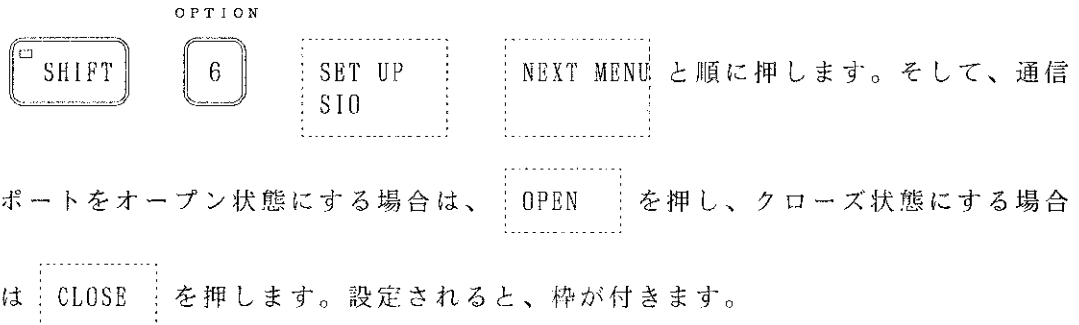 OPTION
SHIFT 6 SET UP SIO NEXT MENU と順に押します。そして、通信
ポートをオープン状態にする場合は、 OPEN を押し、クローズ状態にする場合
は CLOSE を押します。設定されると、枠が付きます。